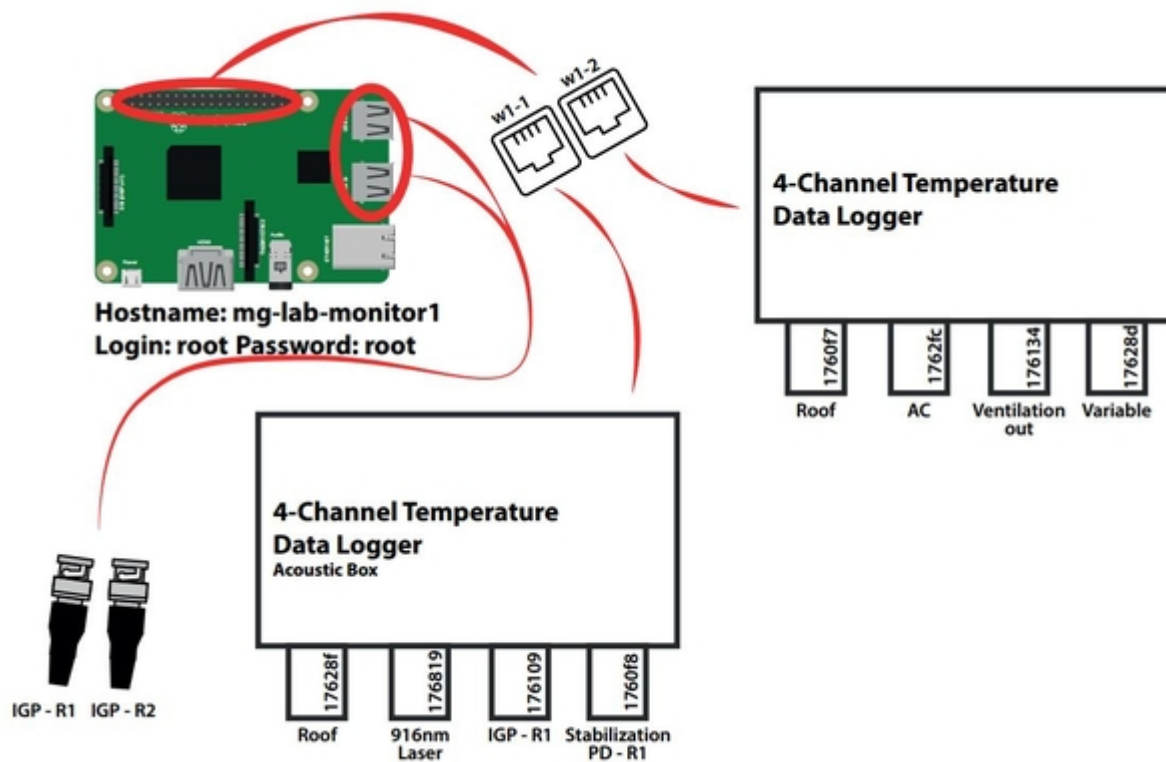 w1-1
w1-2
Hostname: mg-lab-monitor1
Login: root Password: root
4-Channel Temperature
Data Logger
1760f7
1762fc
176134
17628d
Roof
AC
Ventilation
out
Variable
4-Channel Temperature
Data Logger
Acoustic Box
17628f
176819
176109
1760f8
Roof
916nm
Laser
IGP - R1
Stabilization
PD - R1
IGP - R1
IGP - R2